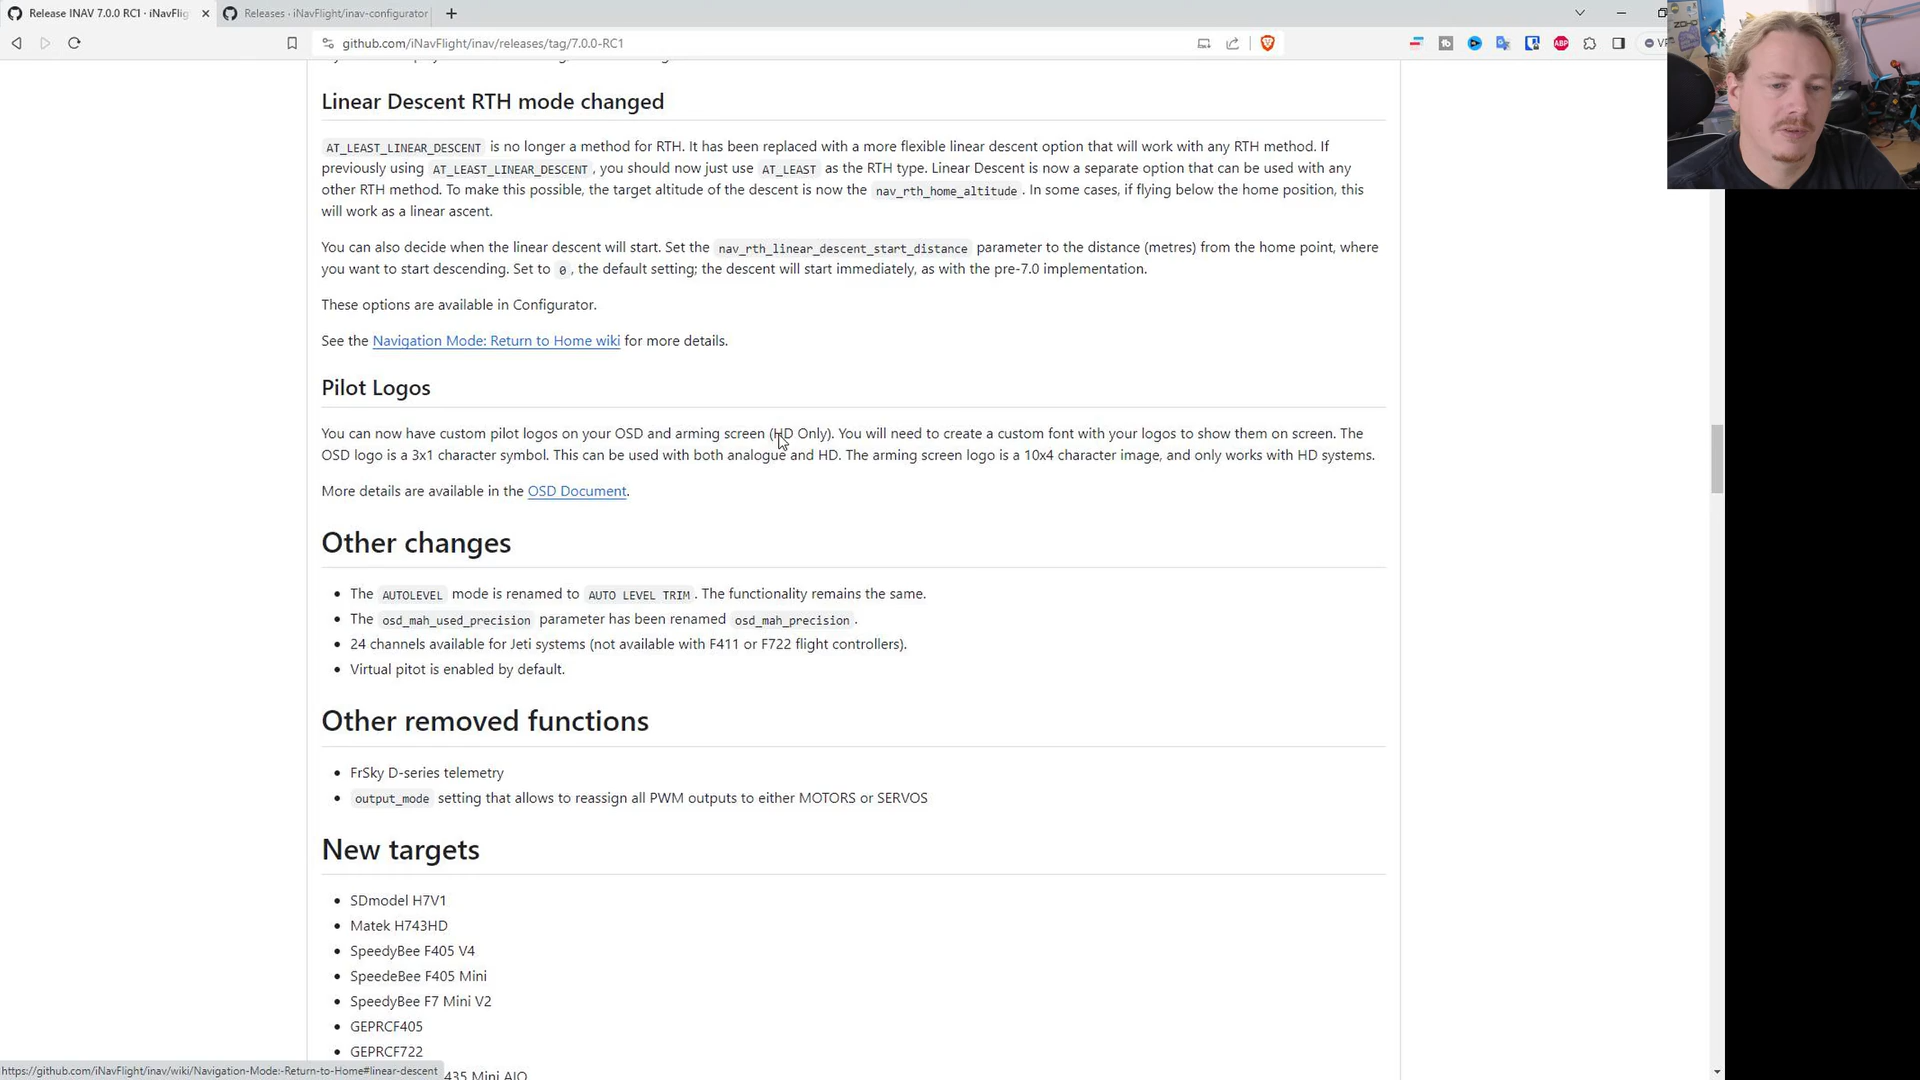 Release INAV 7.0.0 RC1 · iNavFlig
Releases · iNavFlight/inav-configurator
github.com/iNavFlight/inav/releases/tag/7.0.0-RC1
Linear Descent RTH mode changed
AT_LEAST_LINEAR_DESCENT is no longer a method for RTH. It has been replaced with a more flexible linear descent option that will work with any RTH method. If
previously using AT_LEAST_LINEAR_DESCENT, you should now just use AT_LEAST as the RTH type. Linear Descent is now a separate option that can be used with any
other RTH method. To make this possible, the target altitude of the descent is now the nav_rth_home_altitude. In some cases, if flying below the home position, this
will work as a linear ascent.
You can also decide when the linear descent will start. Set the nav_rth_linear_descent_start_distance parameter to the distance (metres) from the home point, where
you want to start descending. Set to 0, the default setting; the descent will start immediately, as with the pre-7.0 implementation.
These options are available in Configurator.
See the Navigation Mode: Return to Home wiki for more details.
Pilot Logos
You can now have custom pilot logos on your OSD and arming screen (HD Only). You will need to create a custom font with your logos to show them on screen. The
OSD logo is a 3x1 character symbol. This can be used with both analogue and HD. The arming screen logo is a 10x4 character image, and only works with HD systems.
More details are available in the OSD Document.
Other changes
• The AUTOLEVEL mode is renamed to AUTO LEVEL TRIM. The functionality remains the same.
• The osd_mah_used_precision parameter has been renamed osd_mah_precision.
• 24 channels available for Jeti systems (not available with F411 or F722 flight controllers).
• Virtual pitot is enabled by default.
Other removed functions
• FrSky D-series telemetry
• output_mode setting that allows to reassign all PWM outputs to either MOTORS or SERVOS
New targets
• SDmodel H7V1
• Matek H743HD
• SpeedyBee F405 V4
• SpeedeBee F405 Mini
• SpeedyBee F7 Mini V2
• GEPRCF405
• GEPRCF722
435 Mini AIO
https://github.com/iNavFlight/inav/wiki/Navigation-Mode:-Return-to-Home#linear-descent